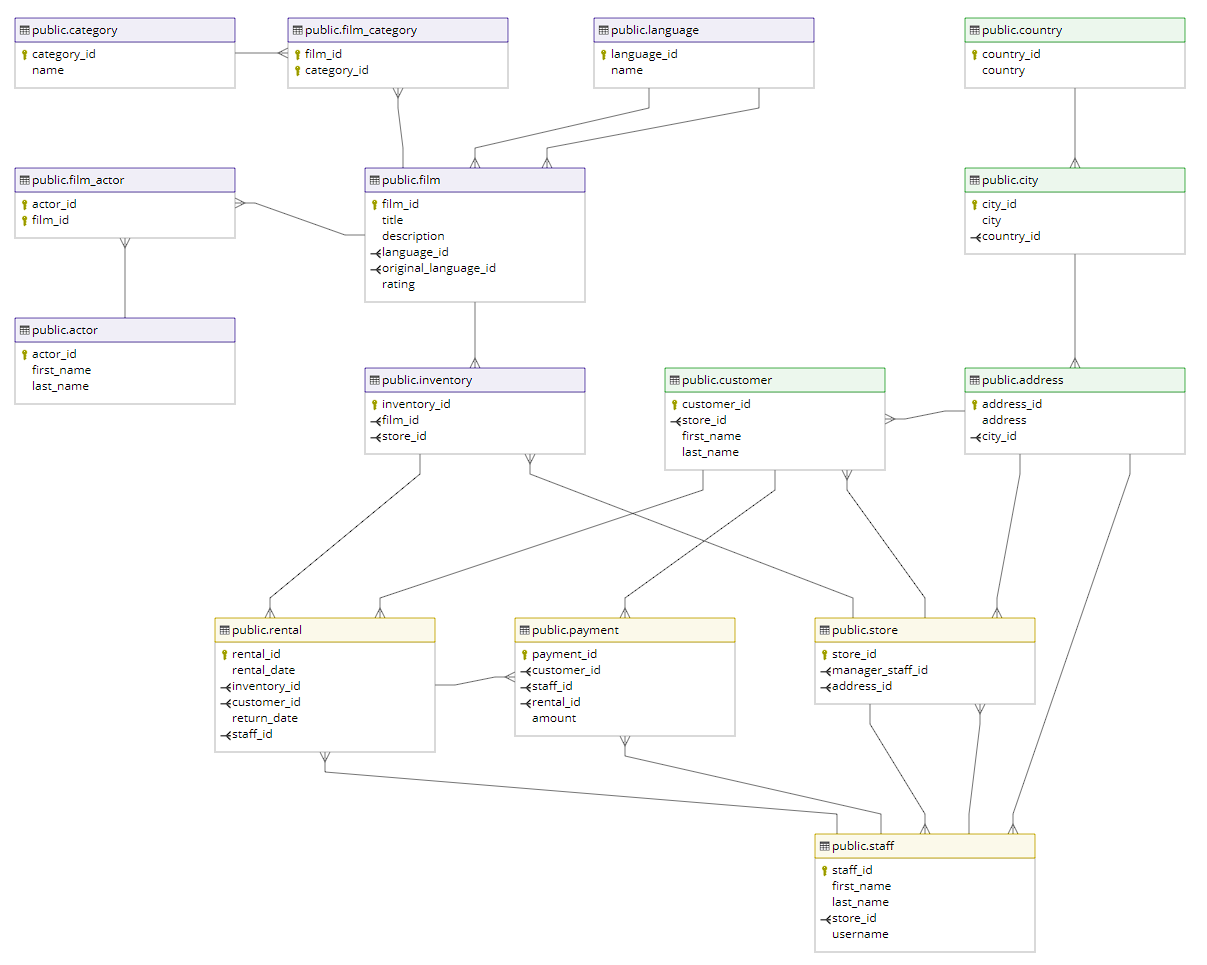 public.category
category_id
name
public.film_category
film_id
category_id
public.language
language_id
name
public.country
country_id
country
public.film_actor
actor_id
film_id
public.film
film_id
title
description
language_id
original_language_id
rating
public.city
city_id
city
country_id
public.actor
actor_id
first_name
last_name
public.inventory
inventory_id
film_id
store_id
public.customer
customer_id
store_id
first_name
last_name
public.address
address_id
address
city_id
public.rental
rental_id
rental_date
inventory_id
customer_id
return_date
staff_id
public.payment
payment_id
customer_id
staff_id
rental_id
amount
public.store
store_id
manager_staff_id
address_id
public.staff
staff_id
first_name
last_name
store_id
username